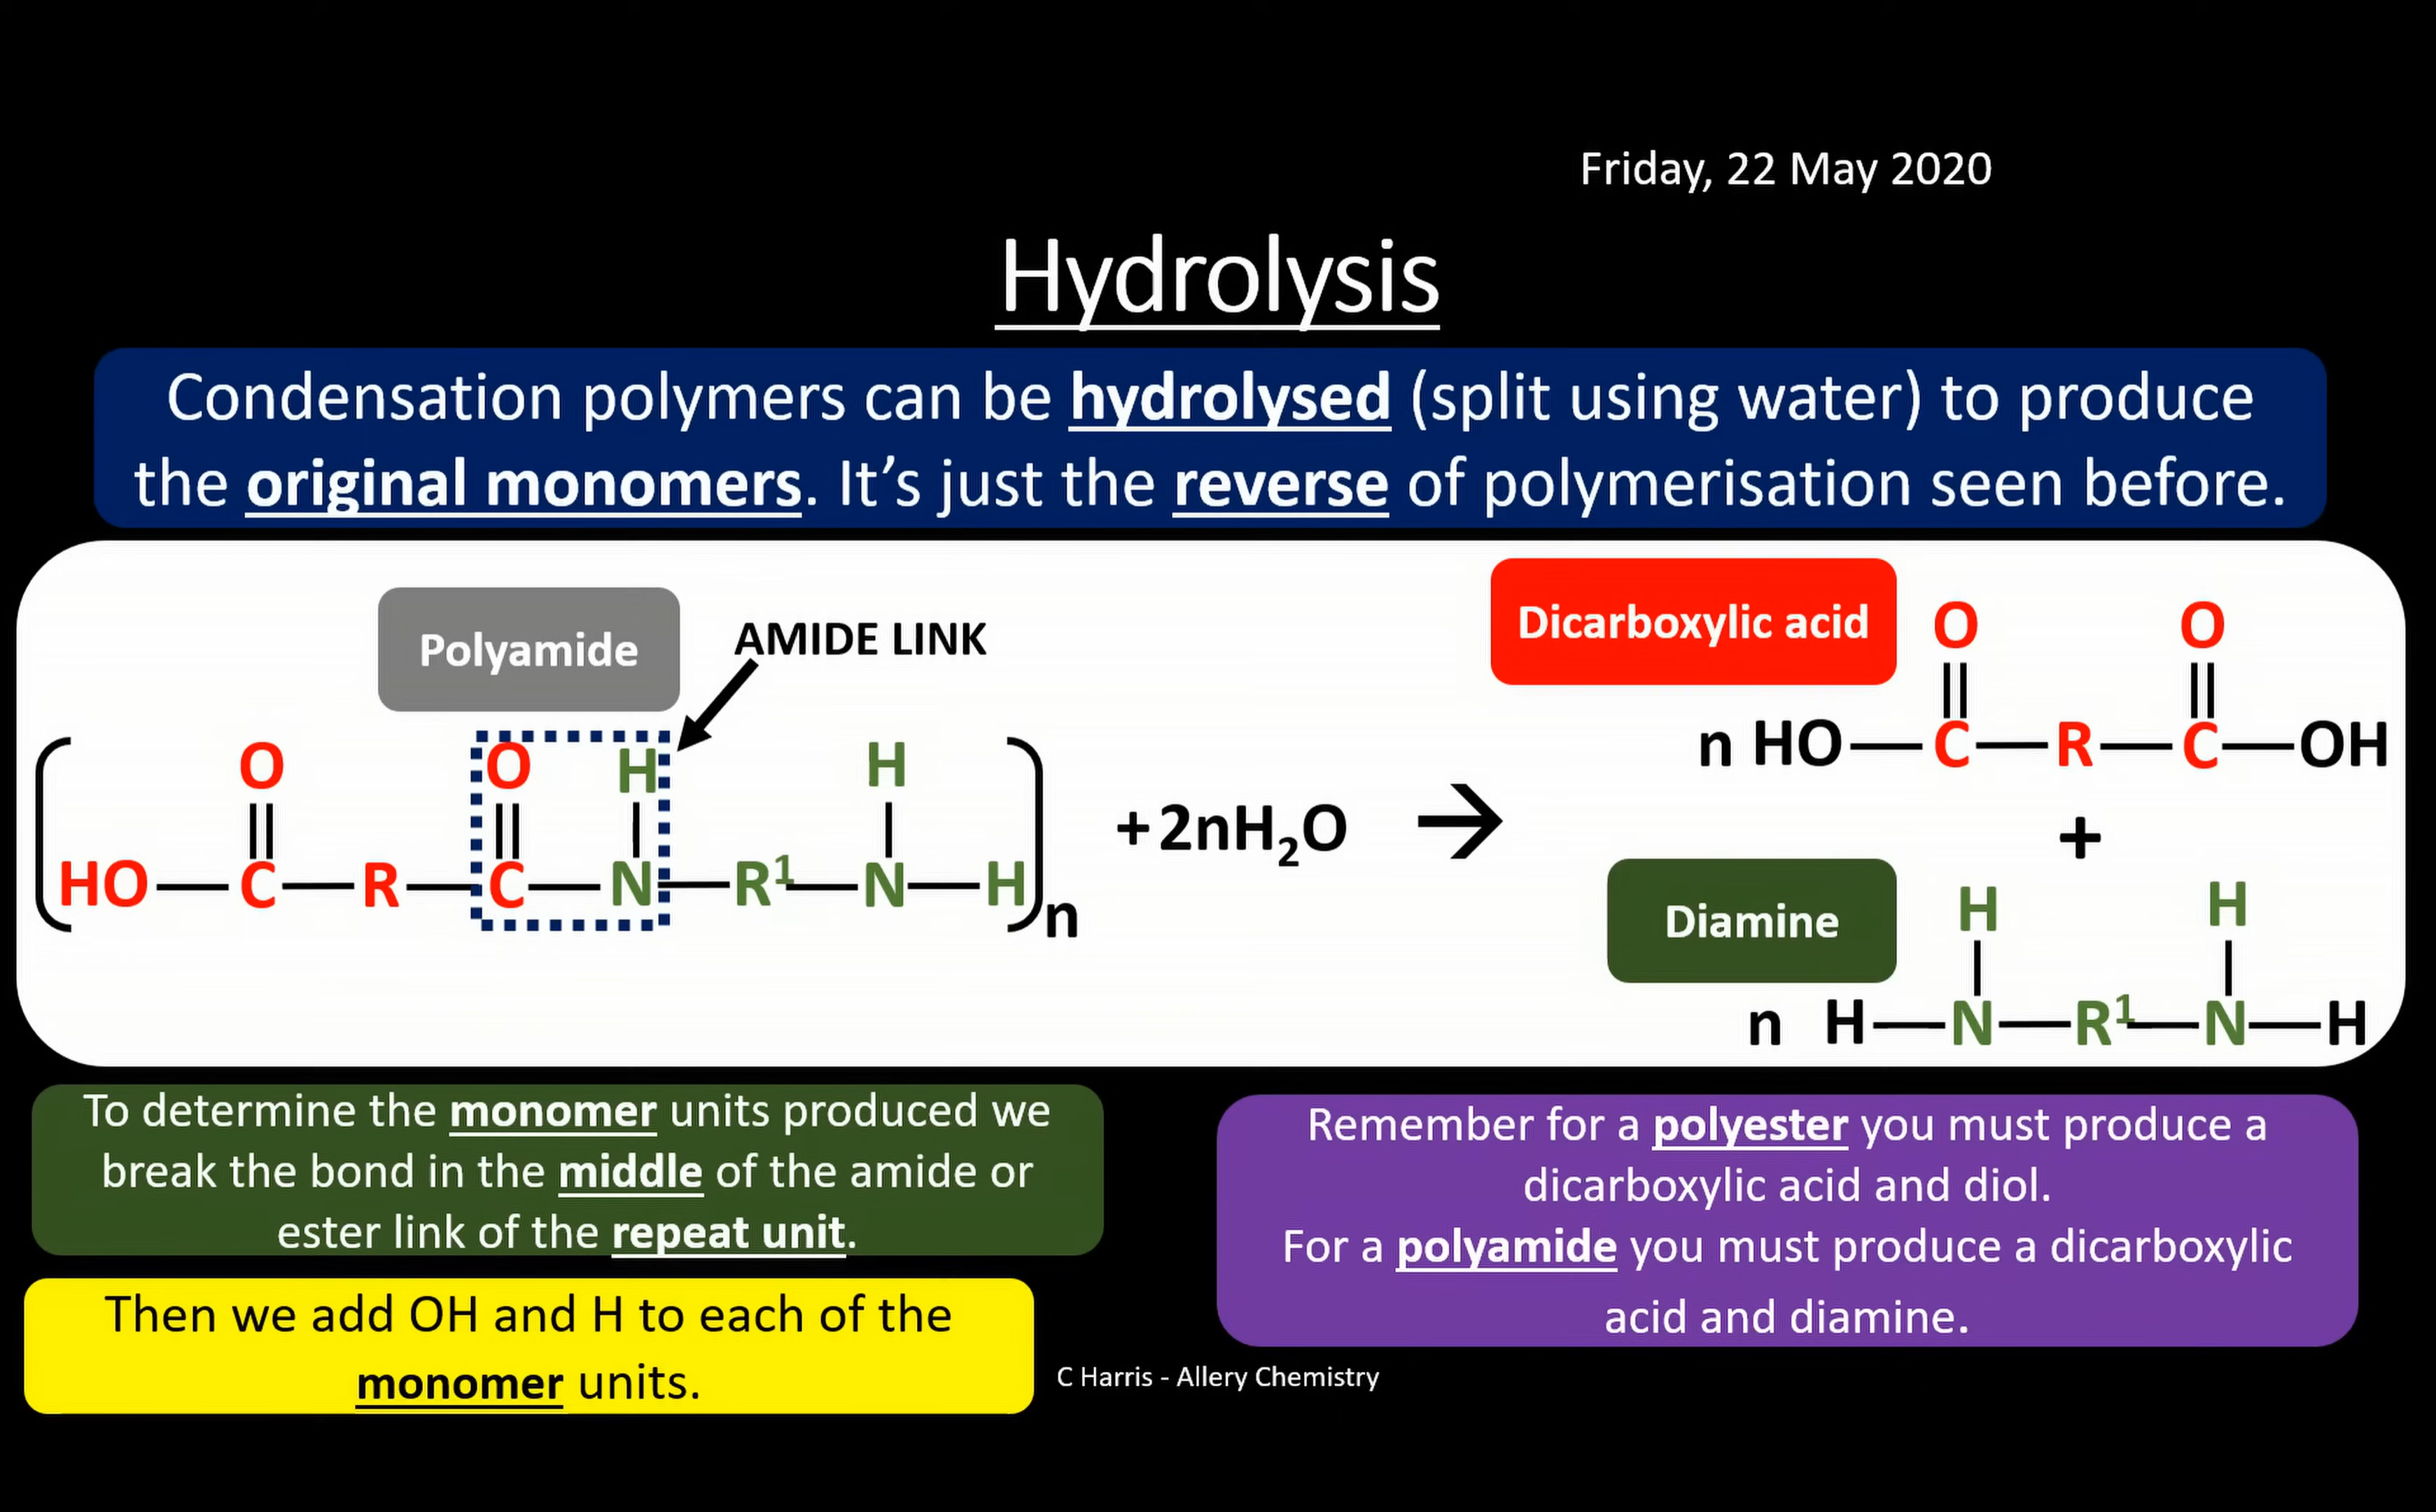 Friday, 22 May 2020
Hydrolysis
Condensation polymers can be hydrolysed (split using water) to produce
the original monomers. It's just the reverse of polymerisation seen before.
Polyamide
AMIDE LINK
O O H H
HO C R C N R¹ N H n
+ 2nH₂O →
Dicarboxylic acid
O O
n HO C R C OH
+
Diamine
H H
n H N R¹ N H
To determine the monomer units produced we
break the bond in the middle of the amide or
ester link of the repeat unit.
Then we add OH and H to each of the
monomer units.
Remember for a polyester you must produce a
dicarboxylic acid and diol.
For a polyamide you must produce a dicarboxylic
acid and diamine.
C Harris - Allery Chemistry